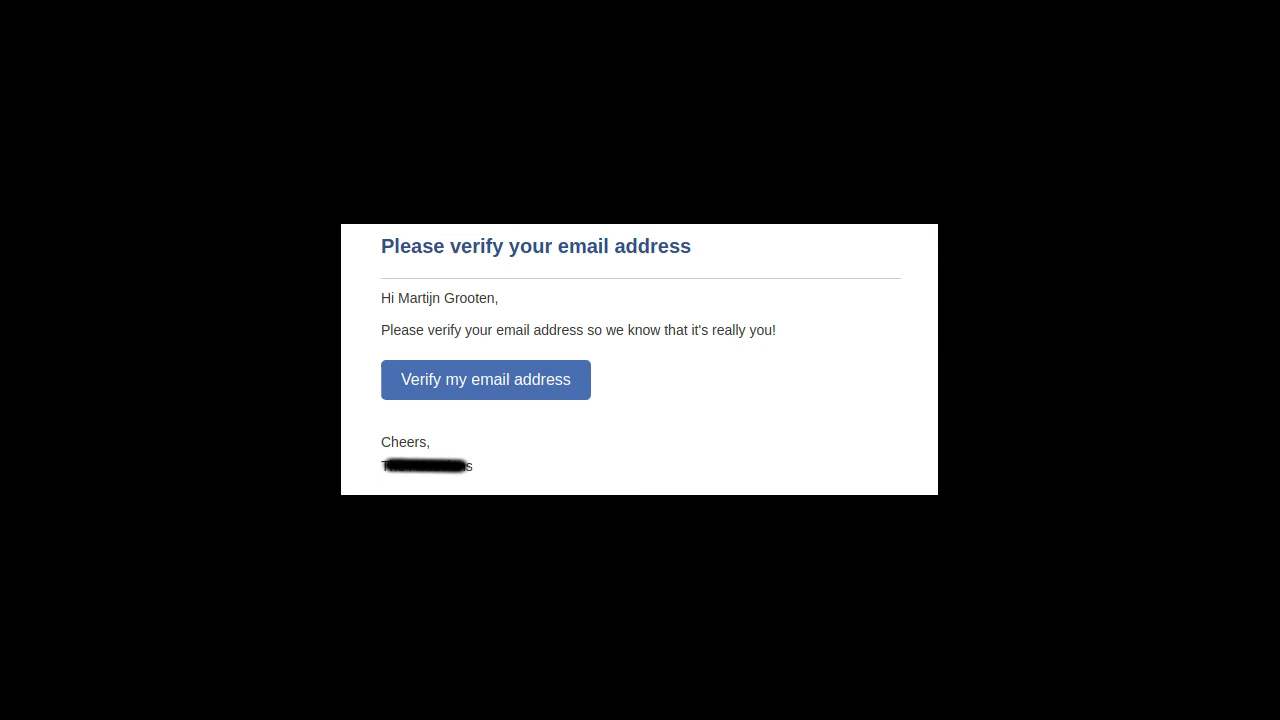 Please verify your email address
Hi Martijn Grooten,
Please verify your email address so we know that it's really you!
Verify my email address
Cheers,